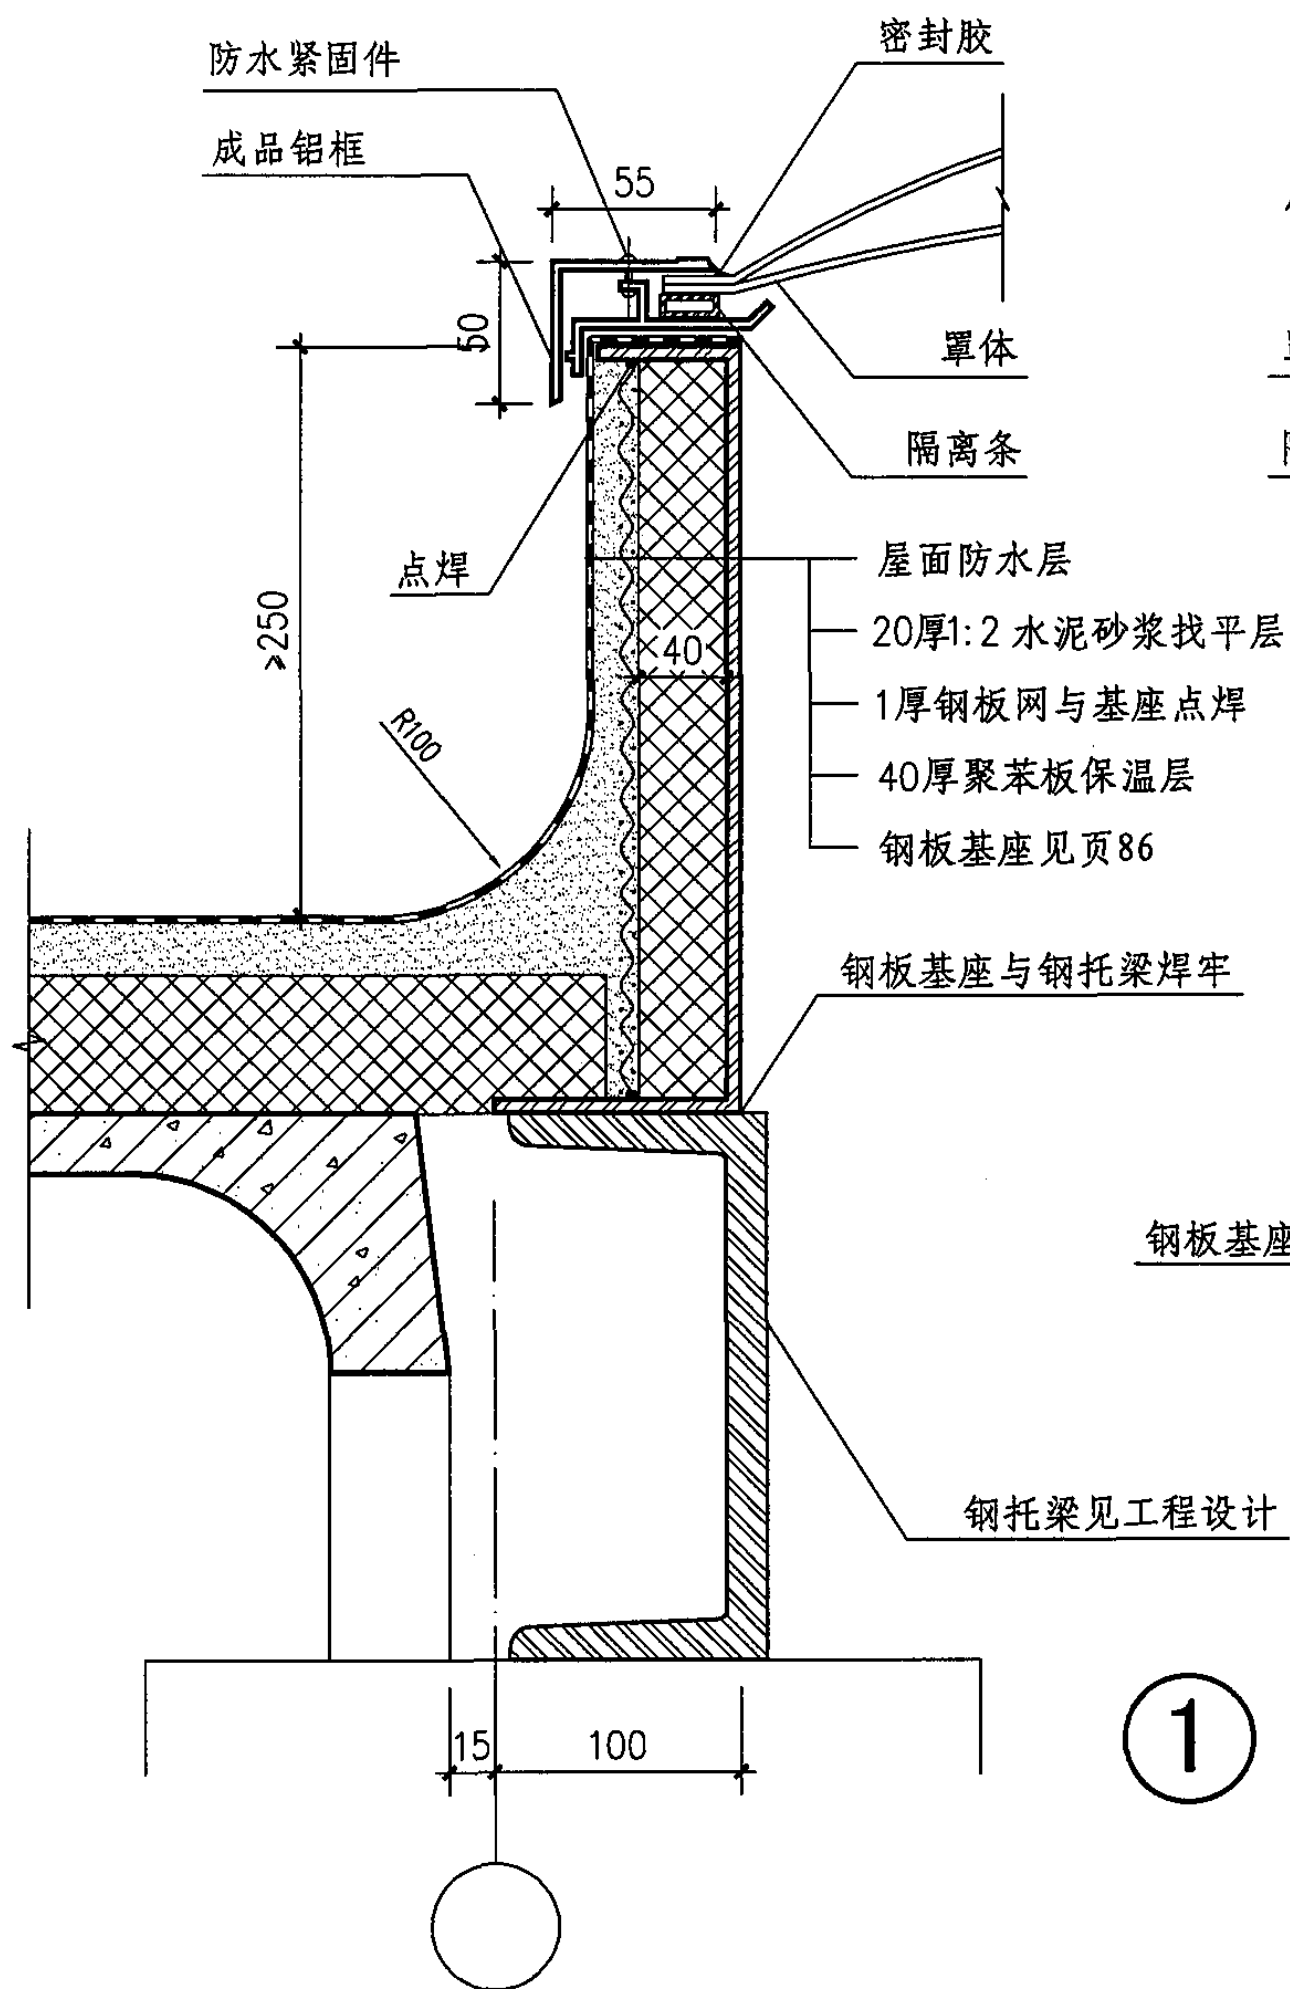 防水紧固件
密封胶
成品铝框
55
50
罩体
隔离条
点焊
≥250
屋面防水层
20厚1:2 水泥砂浆找平层
40
1厚钢板网与基座点焊
R100
40厚聚苯板保温层
钢板基座见页86
钢板基座与钢托梁焊牢
钢板基座
钢托梁见工程设计
15
100
1